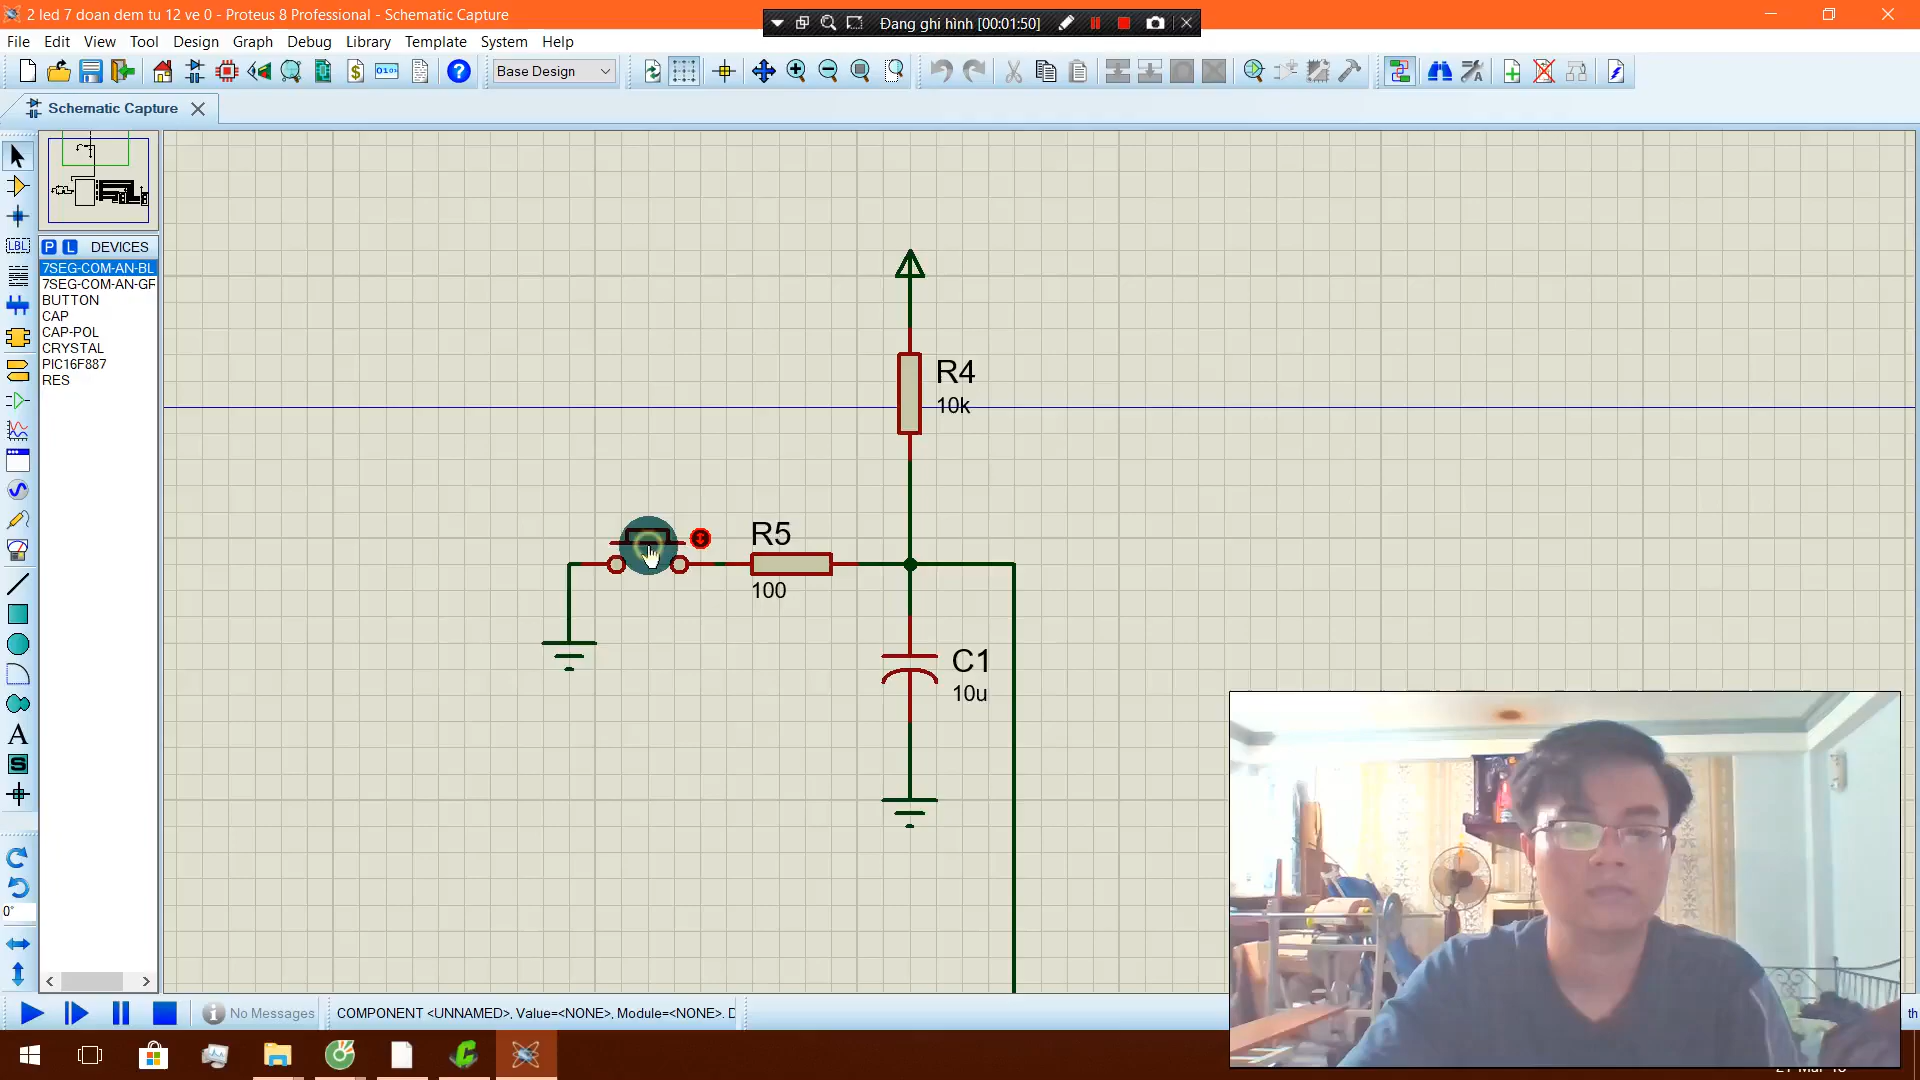 2 led 7 doan dem tu 12 ve 0 - Proteus 8 Professional - Schematic Capture
Đang ghi hình [00:01:50]
File Edit View Tool Design Graph Debug Library Template System Help
Base Design
Schematic Capture
P L DEVICES
7SEG-COM-AN-BL
7SEG-COM-AN-GF
BUTTON
CAP
CAP-POL
CRYSTAL
PIC16F887
RES
LBL
A
S
0°
R4
10k
R5
100
C1
10u
No Messages
COMPONENT <UNNAMED>, Value=<NONE>, Module=<NONE>. D
th